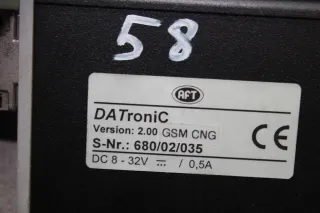 58
AFT
DATroniC
Version: 2.00 GSM CNG
S-Nr.: 680/02/035
DC 8 - 32V ⎓ / 0,5A
CE